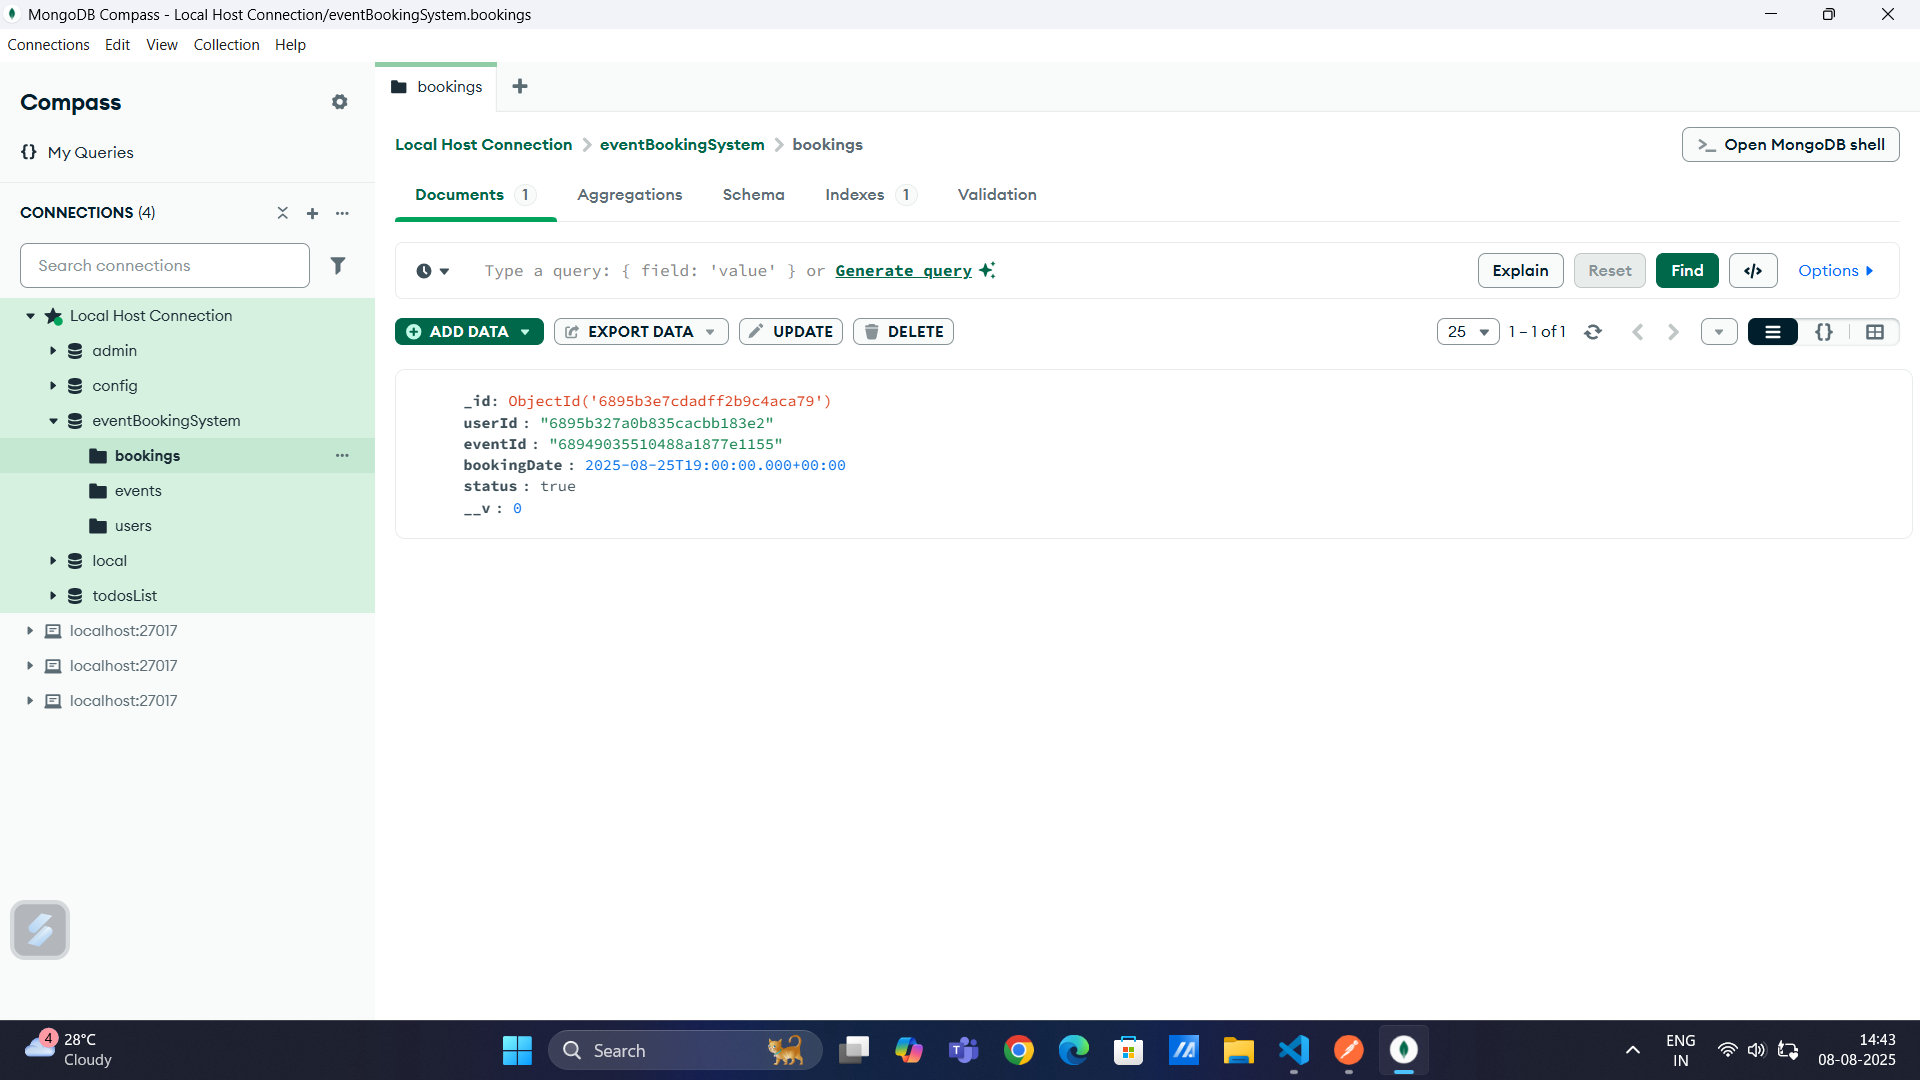 MongoDB Compass - Local Host Connection/eventBookingSystem.bookings
Connections Edit View Collection Help
Compass
{} My Queries
CONNECTIONS (4)
Search connections
Local Host Connection
admin
config
eventBookingSystem
bookings
events
users
local
todosList
localhost:27017
localhost:27017
localhost:27017
bookings
Local Host Connection > eventBookingSystem > bookings
>_ Open MongoDB shell
Documents 1 Aggregations Schema Indexes 1 Validation
Type a query: { field: 'value' } or Generate query
Explain Reset Find </> Options
ADD DATA EXPORT DATA UPDATE DELETE
25 1 – 1 of 1 {}
_id: ObjectId('6895b3e7cdadff2b9c4aca79')
userId : "6895b327a0b835cacbb183e2"
eventId : "68949035510488a1877e1155"
bookingDate : 2025-08-25T19:00:00.000+00:00
status : true
__v : 0
4 28°C
Cloudy
Search
ENG
IN
14:43
08-08-2025